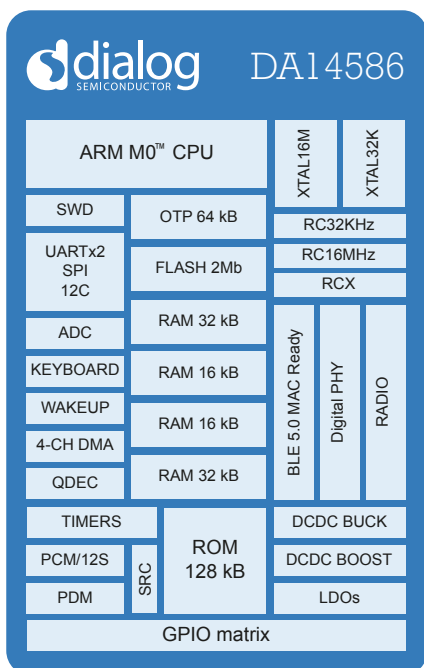 dialog
SEMICONDUCTOR
DA14586
ARM M0™ CPU
XTAL16M
XTAL32K
SWD
OTP 64 kB
RC32KHz
UARTx2
SPI
12C
FLASH 2Mb
RC16MHz
RCX
ADC
RAM 32 kB
KEYBOARD
RAM 16 kB
WAKEUP
RAM 16 kB
4-CH DMA
QDEC
RAM 32 kB
BLE 5.0 MAC Ready
Digital PHY
RADIO
TIMERS
ROM
128 kB
DCDC BUCK
PCM/12S
SRC
DCDC BOOST
PDM
LDOs
GPIO matrix